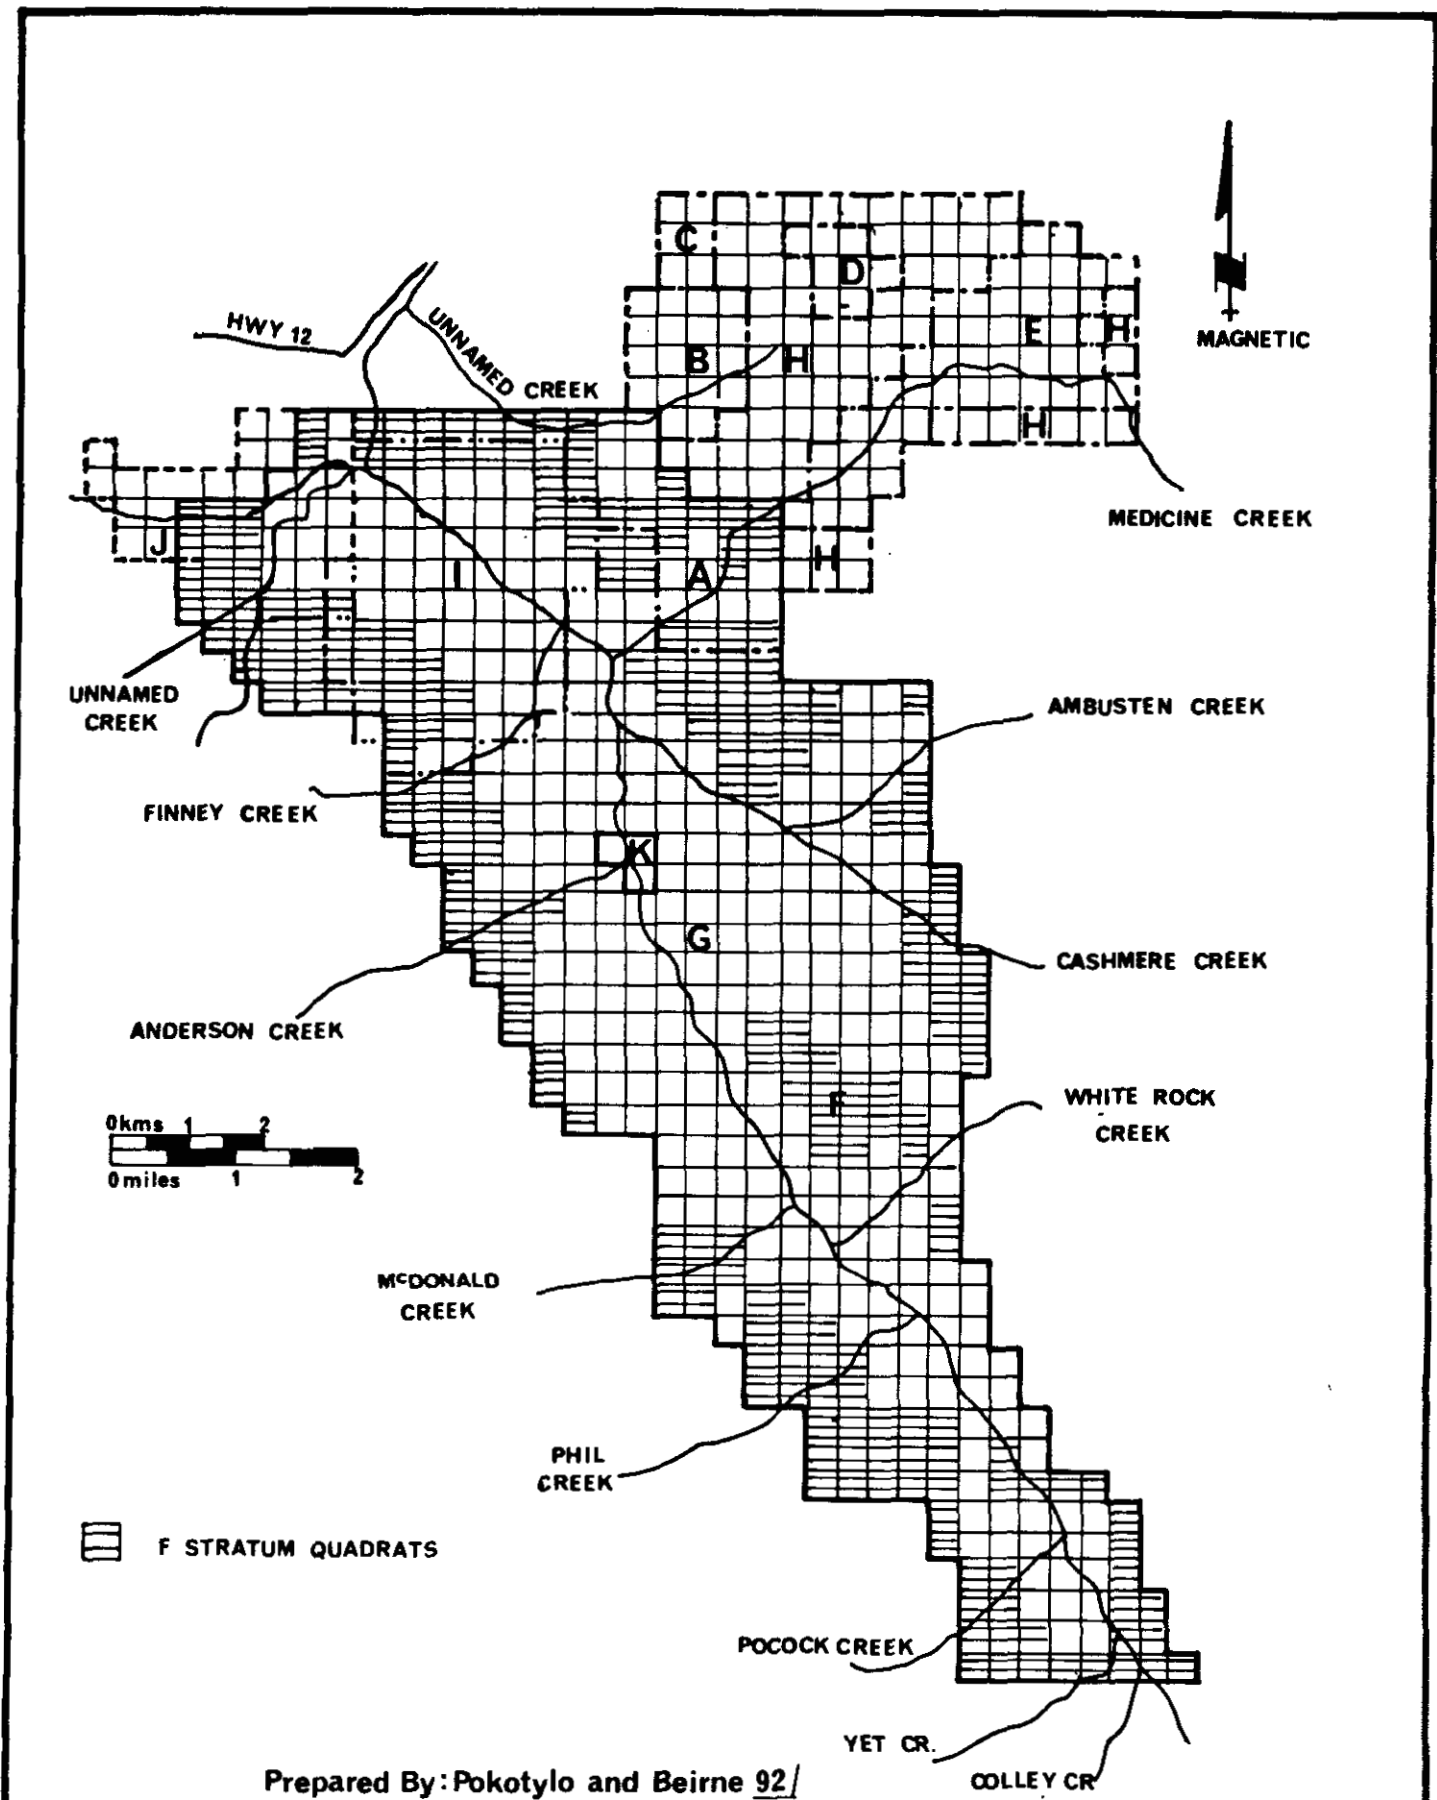 C
D
HWY 12
UNNAMED CREEK
B
H
E
H
MAGNETIC
H
MEDICINE CREEK
J
I
A
H
UNNAMED
CREEK
AMBUSTEN CREEK
FINNEY CREEK
K
G
CASHMERE CREEK
ANDERSON CREEK
F
WHITE ROCK
CREEK
0kms 1 2
0miles 1 2
McDONALD
CREEK
PHIL
CREEK
F STRATUM QUADRATS
POCOCK CREEK
YET CR.
COLLEY CR
Prepared By: Pokotylo and Beirne 92/